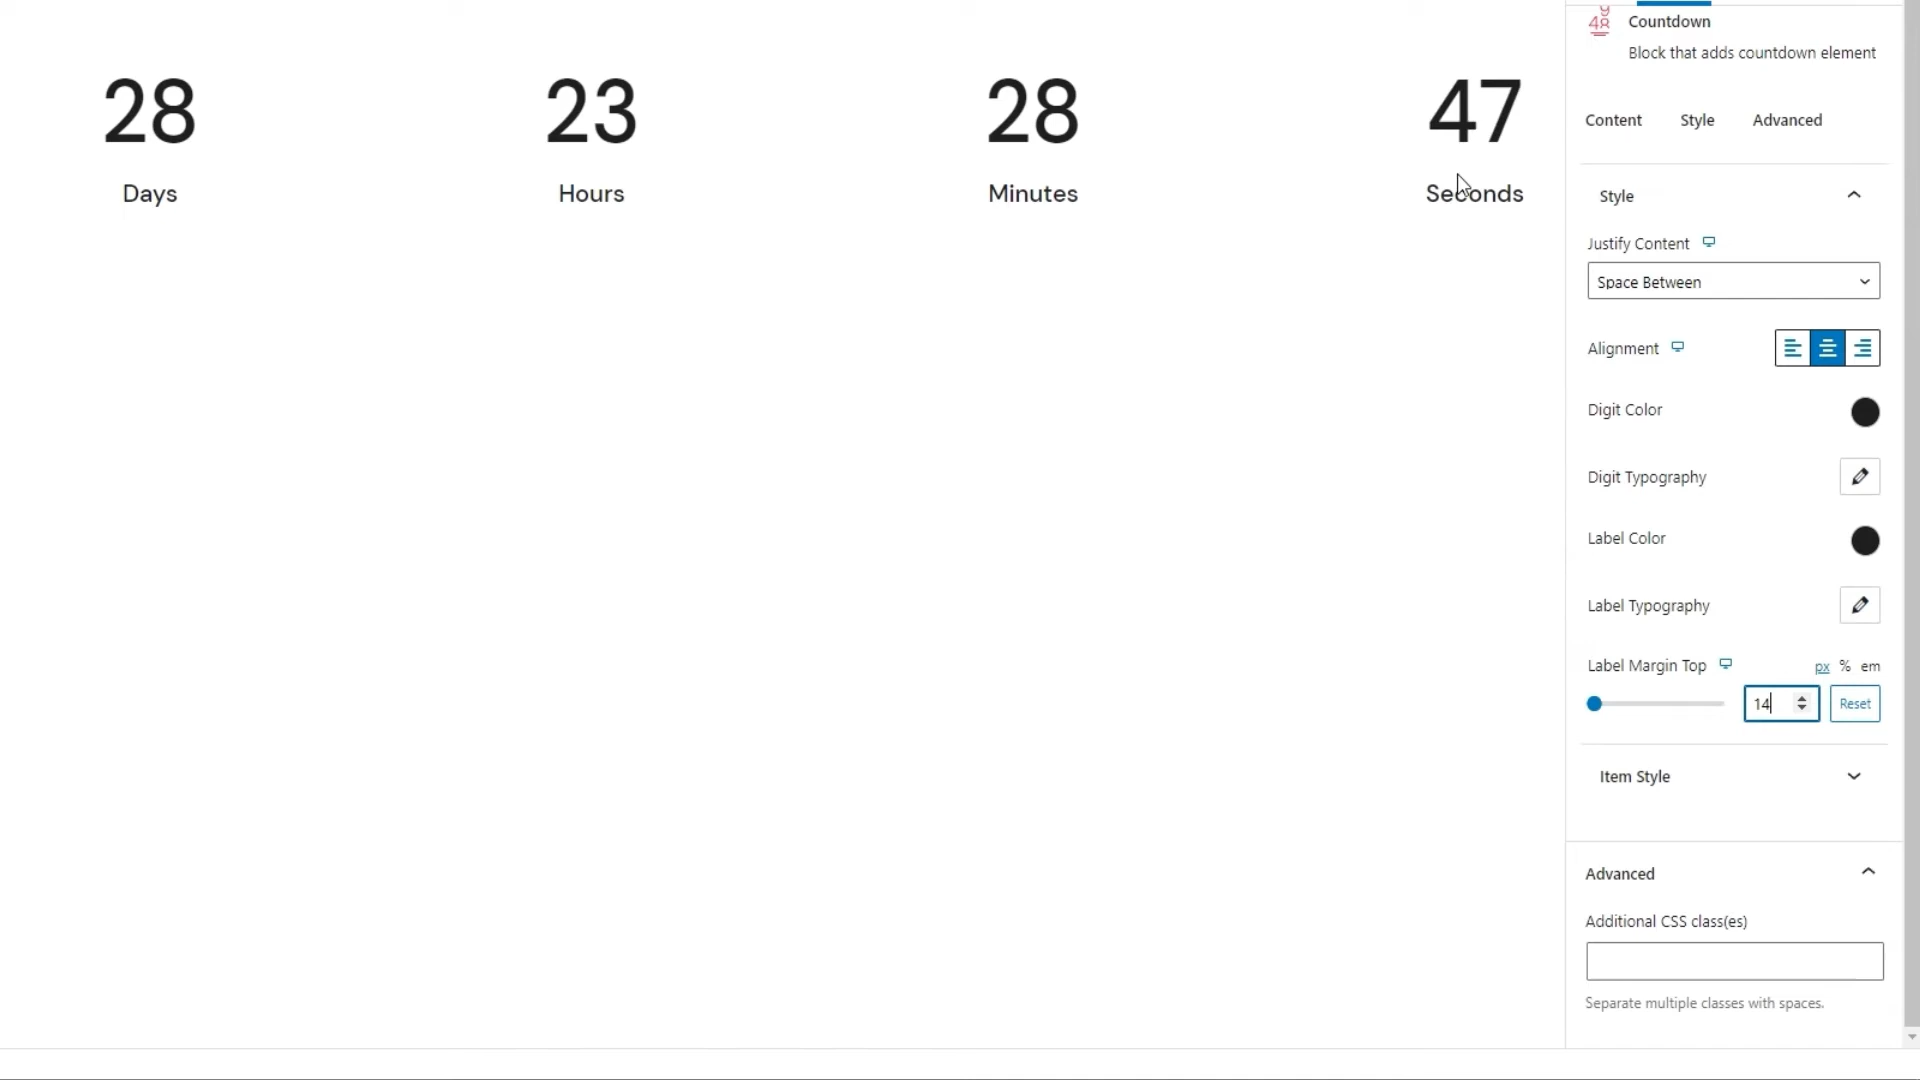 Countdown
Block that adds countdown element
28 23 28 47
Days Hours Minutes Seconds
Content Style Advanced
Style
Justify Content
Space Between
Alignment
Digit Color
Digit Typography
Label Color
Label Typography
Label Margin Top px % em
14 Reset
Item Style
Advanced
Additional CSS class(es)
Separate multiple classes with spaces.